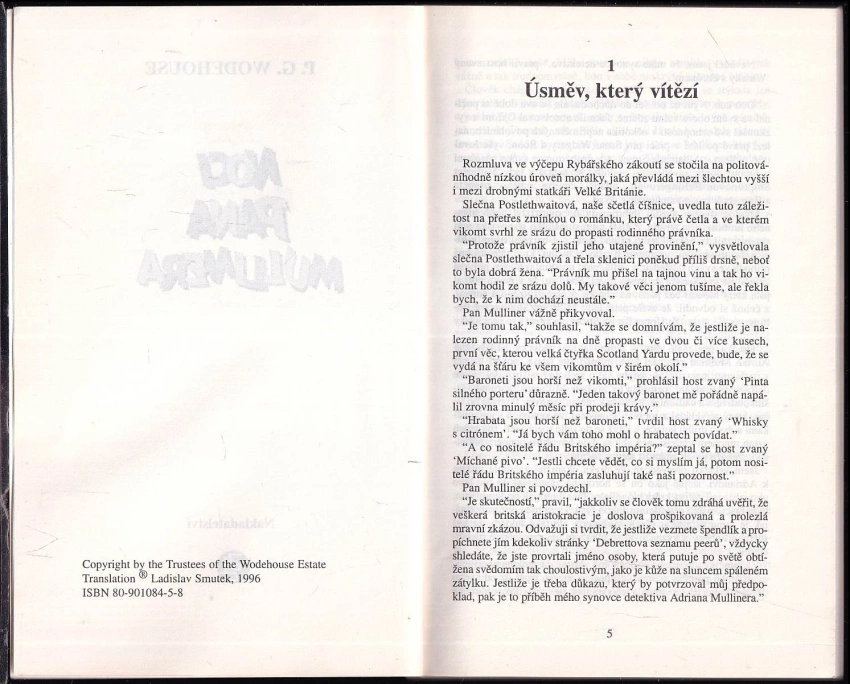 P. G. WODEHOUSE
NOCI
PANA
MULLINERA
Nakladatelství
Copyright by the Trustees of the Wodehouse Estate
Translation ® Ladislav Smutek, 1996
ISBN 80-901084-5-8
1
Úsměv, který vítězí
Rozmluva ve výčepu Rybářského zákoutí se stočila na politová-
níhodně nízkou úroveň morálky, jaká převládá mezi šlechtou vyšší
i mezi drobnými statkáři Velké Británie.
Slečna Postlethwaitová, naše sčetlá číšnice, uvedla tuto záleži-
tost na přetřes zmínkou o románku, který právě četla a ve kterém
vikomt svrhl ze srázu do propasti rodinného právníka.
“Protože právník zjistil jeho utajené provinění,” vysvětlovala
slečna Postlethwaitová a třela sklenici poněkud příliš drsně, neboť
to byla dobrá žena. “Právník mu přišel na tajnou vinu a tak ho vi-
komt hodil ze srázu dolů. My takové věci jenom tušíme, ale řekla
bych, že k nim dochází neustále.”
Pan Mulliner vážně přikyvoval.
“Je tomu tak,” souhlasil, “takže se domnívám, že jestliže je na-
lezen rodinný právník na dně propasti ve dvou či více kusech,
první věc, kterou velká čtyřka Scotland Yardu provede, bude, že se
vydá na šťáru ke všem vikomtům v širém okolí.”
“Baroneti jsou horší než vikomti,” prohlásil host zvaný ‘Pinta
silného porteru’ důrazně. “Jeden takový baronet mě pořádně napá-
lil zrovna minulý měsíc při prodeji krávy.”
“Hrabata jsou horší než baroneti,” tvrdil host zvaný ‘Whisky
s citrónem’. “Já bych vám toho mohl o hrabatech povídat.”
“A co nositelé řádu Britského impéria?” zeptal se host zvaný
‘Míchané pivo’. “Jestli chcete vědět, co si myslím já, potom nosi-
telé řádu Britského impéria zasluhují také naši pozornost.”
Pan Mulliner si povzdechl.
“Je skutečností,” pravil, “jakkoliv se člověk tomu zdráhá uvěřit, že
veškerá britská aristokracie je doslova prošpikovaná a prolezlá
mravní zkázou. Odvažuji si tvrdit, že jestliže vezmete špendlík a pro-
píchnete jím kdekoliv stránky ‘Debrettova seznamu peerů’, vždycky
shledáte, že jste provrtali jméno osoby, která putuje po světě obtí-
žena svědomím tak choulostivým, jako je kůže na sluncem spáleném
zátylku. Jestliže je třeba důkazu, který by potvrzoval můj předpo-
klad, pak je to příběh mého synovce detektiva Adriana Mullinera.”
5